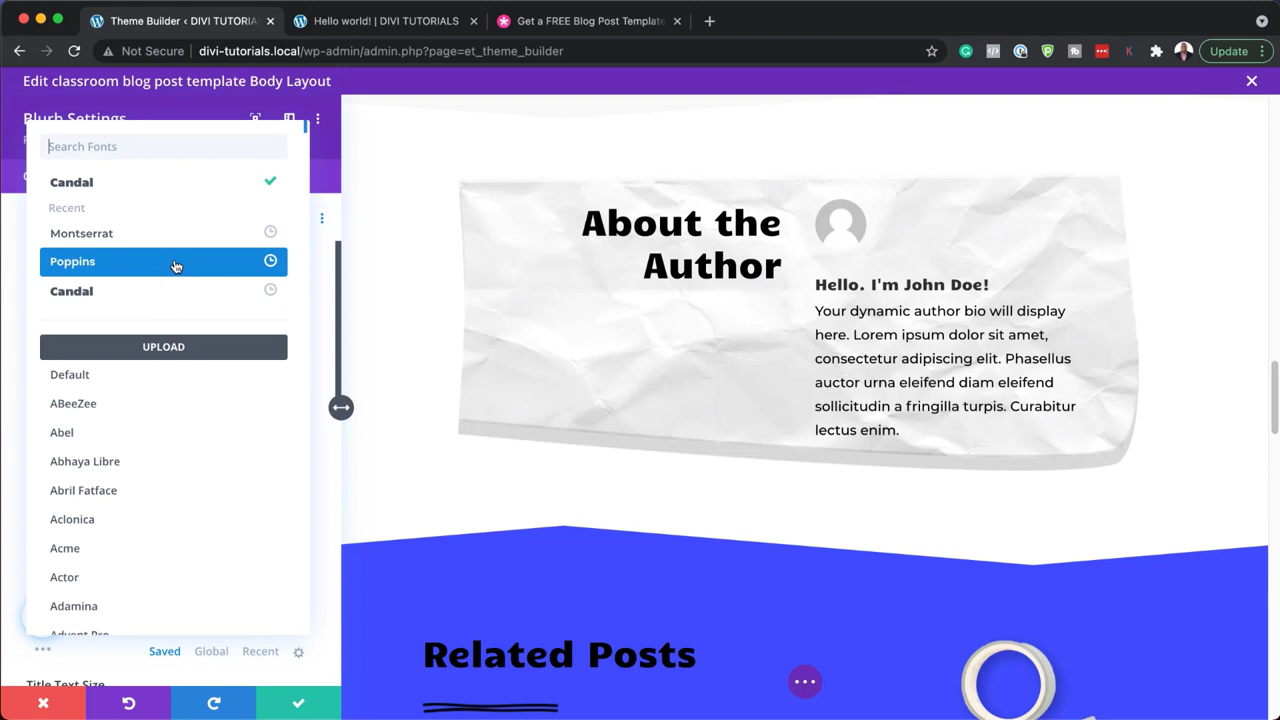 Theme Builder ‹ DIVI TUTORIAL
Hello world! | DIVI TUTORIALS
Get a FREE Blog Post Template
Not Secure
divi-tutorials.local/wp-admin/admin.php?page=et_theme_builder
Update
Edit classroom blog post template Body Layout
Blurb Settings
Search Fonts
Candal
Recent
Montserrat
Poppins
Candal
UPLOAD
Default
ABeeZee
Abel
Abhaya Libre
Abril Fatface
Aclonica
Acme
Actor
Adamina
Advent Pro
Saved
Global
Recent
Title Text Size
About the
Author
Hello. I'm John Doe!
Your dynamic author bio will display
here. Lorem ipsum dolor sit amet,
consectetur adipiscing elit. Phasellus
auctor urna eleifend diam eleifend
sollicitudin a fringilla turpis. Curabitur
lectus enim.
Related Posts